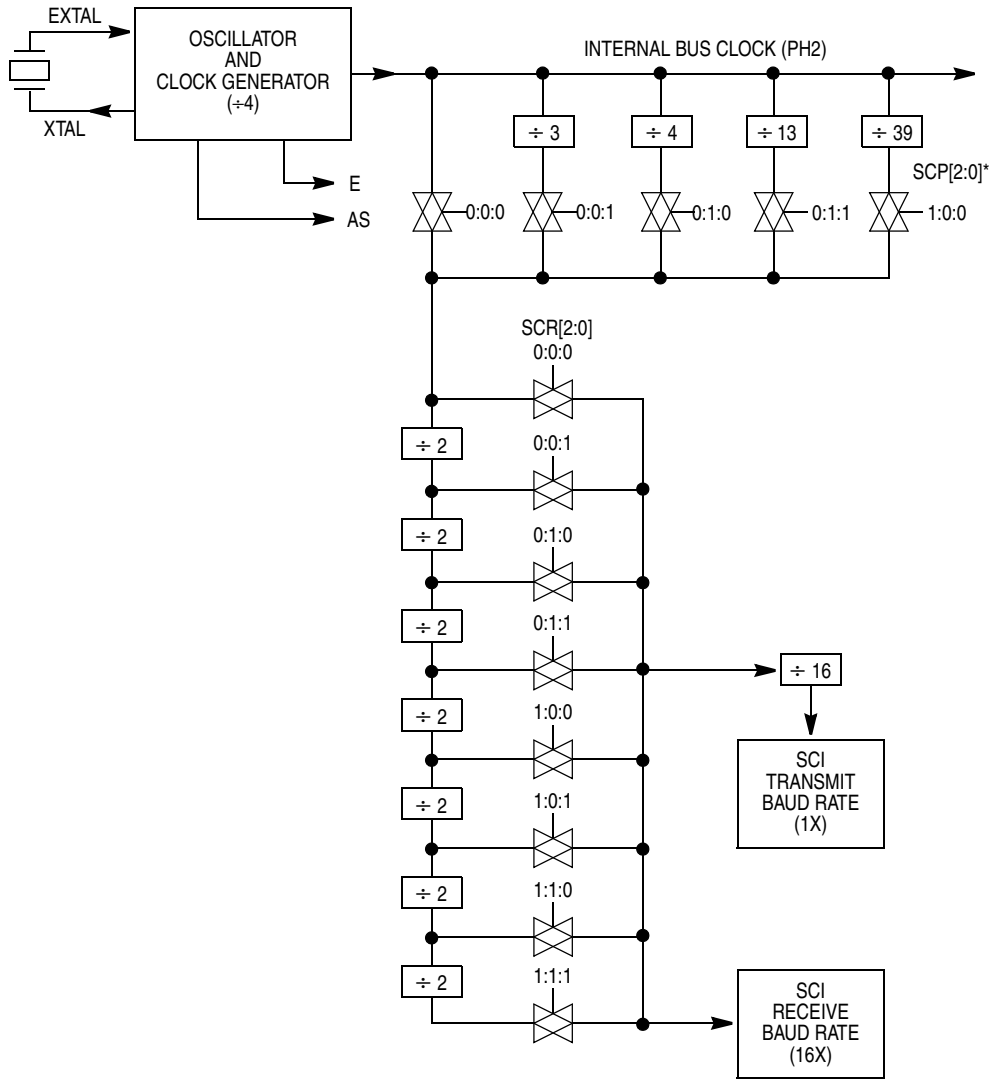 EXTAL
OSCILLATOR
AND
CLOCK GENERATOR
(÷4)
XTAL
E
AS
INTERNAL BUS CLOCK (PH2)
÷ 3
÷ 4
÷ 13
÷ 39
SCP[2:0]*
0:0:0
0:0:1
0:1:0
0:1:1
1:0:0
SCR[2:0]
0:0:0
÷ 2
0:0:1
÷ 2
0:1:0
÷ 2
0:1:1
÷ 16
÷ 2
1:0:0
SCI
TRANSMIT
BAUD RATE
(1X)
÷ 2
1:0:1
÷ 2
1:1:0
÷ 2
1:1:1
SCI
RECEIVE
BAUD RATE
(16X)